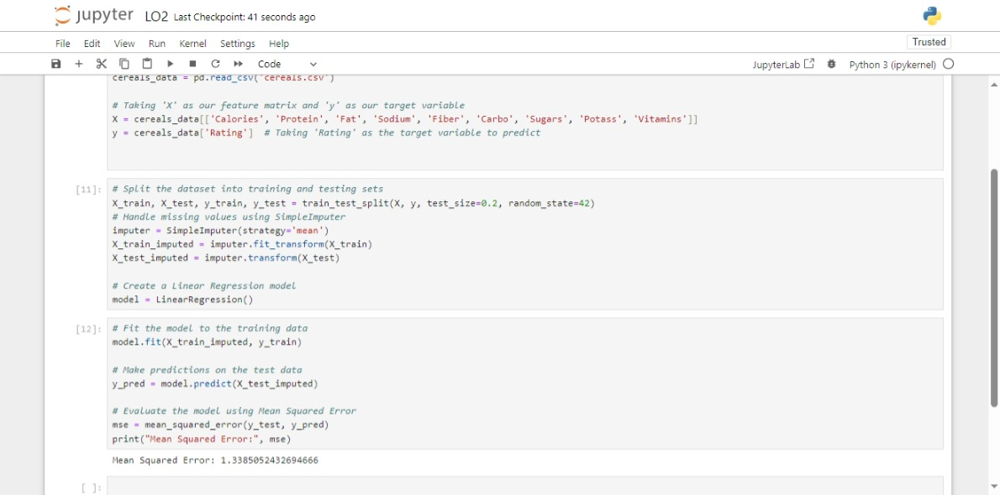 jupyter LO2 Last Checkpoint: 41 seconds ago
File Edit View Run Kernel Settings Help
Trusted
Code
JupyterLab
Python 3 (ipykernel)
cereals_data = pd.read_csv('cereals.csv')
# Taking 'X' as our feature matrix and 'y' as our target variable
X = cereals_data[['Calories', 'Protein', 'Fat', 'Sodium', 'Fiber', 'Carbo', 'Sugars', 'Potass', 'Vitamins']]
y = cereals_data['Rating']  # Taking 'Rating' as the target variable to predict
[11]:
# Split the dataset into training and testing sets
X_train, X_test, y_train, y_test = train_test_split(X, y, test_size=0.2, random_state=42)
# Handle missing values using SimpleImputer
imputer = SimpleImputer(strategy='mean')
X_train_imputed = imputer.fit_transform(X_train)
X_test_imputed = imputer.transform(X_test)
# Create a Linear Regression model
model = LinearRegression()
[12]:
# Fit the model to the training data
model.fit(X_train_imputed, y_train)
# Make predictions on the test data
y_pred = model.predict(X_test_imputed)
# Evaluate the model using Mean Squared Error
mse = mean_squared_error(y_test, y_pred)
print("Mean Squared Error:", mse)
Mean Squared Error: 1.3385052432694666
[ ]: